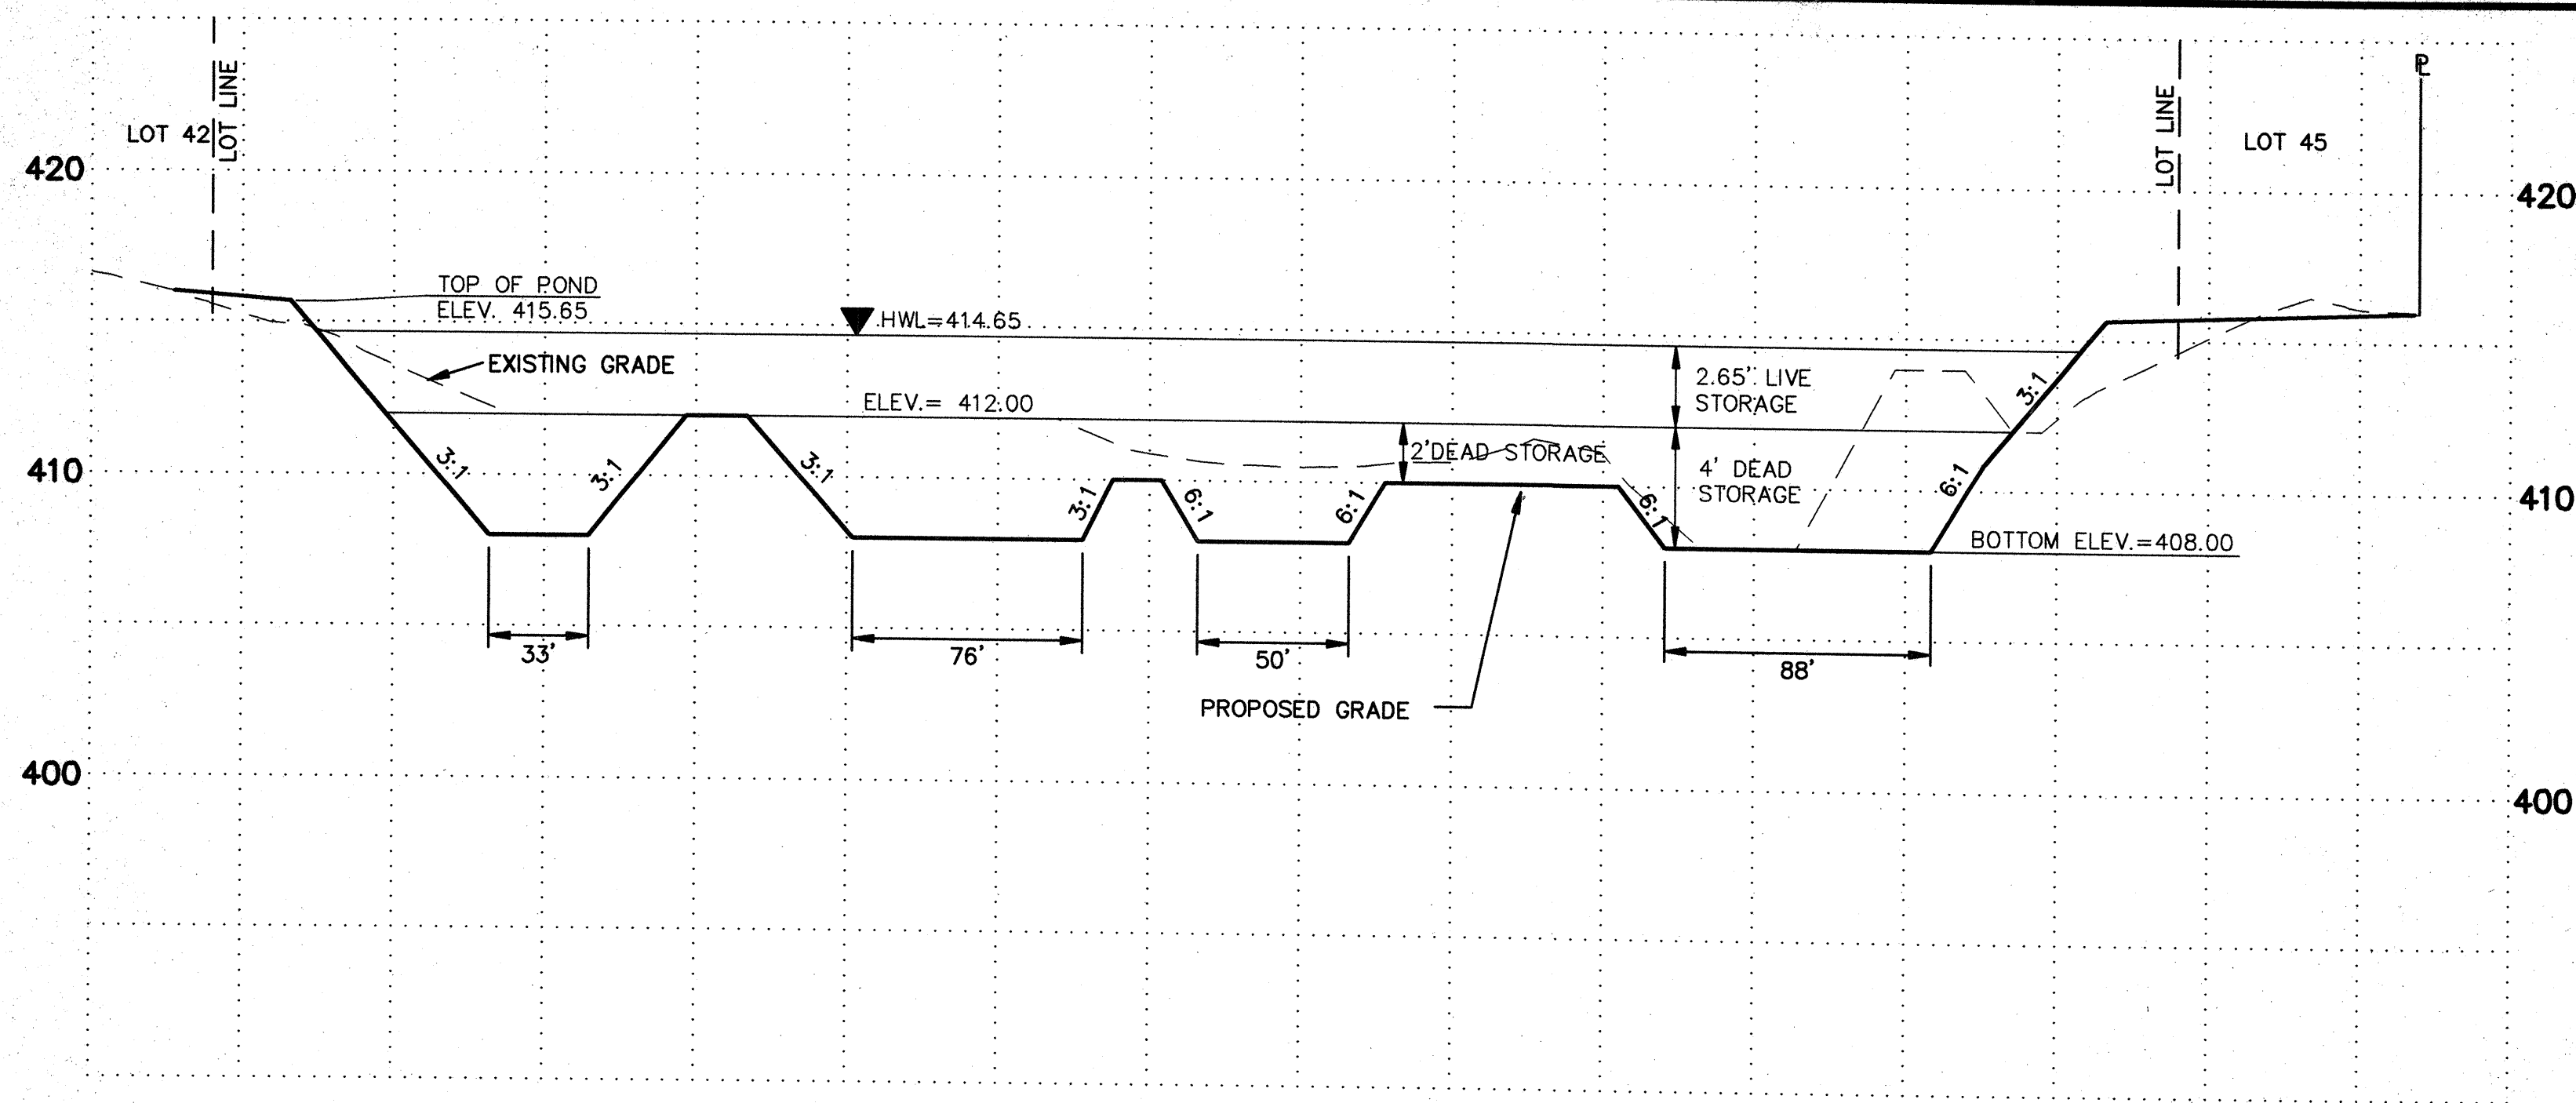 ℄
LOT LINE
LOT LINE
LOT 42
LOT 45
420
420
TOP OF POND
ELEV. 415.65
HWL=414.65
EXISTING GRADE
2.65' LIVE
STORAGE
ELEV.= 412.00
3:1
3:1
3:1
3:1
3:1
6:1
6:1
6:1
6:1
2' DEAD STORAGE
4' DEAD
STORAGE
410
410
BOTTOM ELEV.=408.00
33'
76'
50'
88'
PROPOSED GRADE
400
400